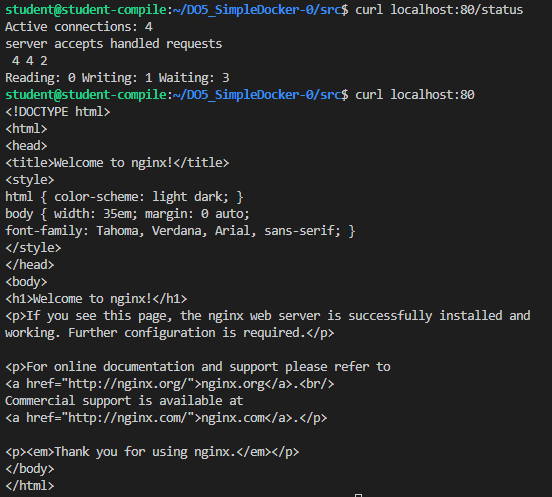 student@student-compile:~/DO5_SimpleDocker-0/src$ curl localhost:80/status
Active connections: 4
server accepts handled requests
 4 4 2
Reading: 0 Writing: 1 Waiting: 3
student@student-compile:~/DO5_SimpleDocker-0/src$ curl localhost:80
<!DOCTYPE html>
<html>
<head>
<title>Welcome to nginx!</title>
<style>
html { color-scheme: light dark; }
body { width: 35em; margin: 0 auto;
font-family: Tahoma, Verdana, Arial, sans-serif; }
</style>
</head>
<body>
<h1>Welcome to nginx!</h1>
<p>If you see this page, the nginx web server is successfully installed and
working. Further configuration is required.</p>

<p>For online documentation and support please refer to
<a href="http://nginx.org/">nginx.org</a>.<br/>
Commercial support is available at
<a href="http://nginx.com/">nginx.com</a>.</p>

<p><em>Thank you for using nginx.</em></p>
</body>
</html>